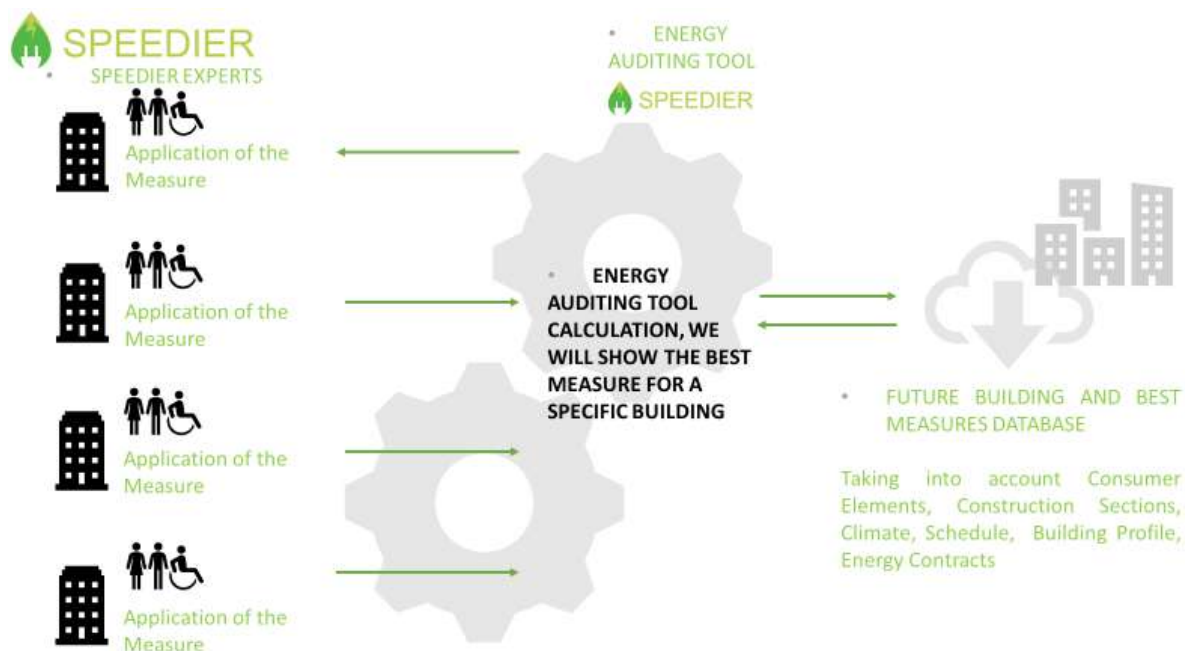 SPEEDIER
• SPEEDIER EXPERTS
Application of the
Measure
Application of the
Measure
Application of the
Measure
Application of the
Measure
• ENERGY
AUDITING TOOL
SPEEDIER
• ENERGY
AUDITING TOOL
CALCULATION, WE
WILL SHOW THE BEST
MEASURE FOR A
SPECIFIC BUILDING
• FUTURE BUILDING AND BEST
MEASURES DATABASE
Taking into account Consumer
Elements, Construction Sections,
Climate, Schedule, Building Profile,
Energy Contracts